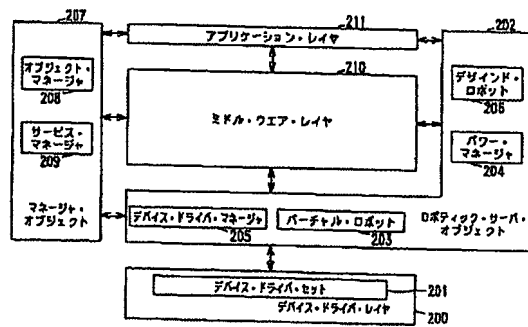 207
211
202
アプリケーション・レイヤ
210
オブジェクト・
マネージャ
208
サービス・
マネージャ
209
ミドル・ウエア・レイヤ
デザインド・
ロボット
206
パワー・
マネージャ
204
マネージャ・
オブジェクト
デバイス・ドライバ・マネージャ
205
バーチャル・ロボット
203
ロボティック・サーバ・
オブジェクト
デバイス・ドライバ・セット
201
デバイス・ドライバ・レイヤ
200